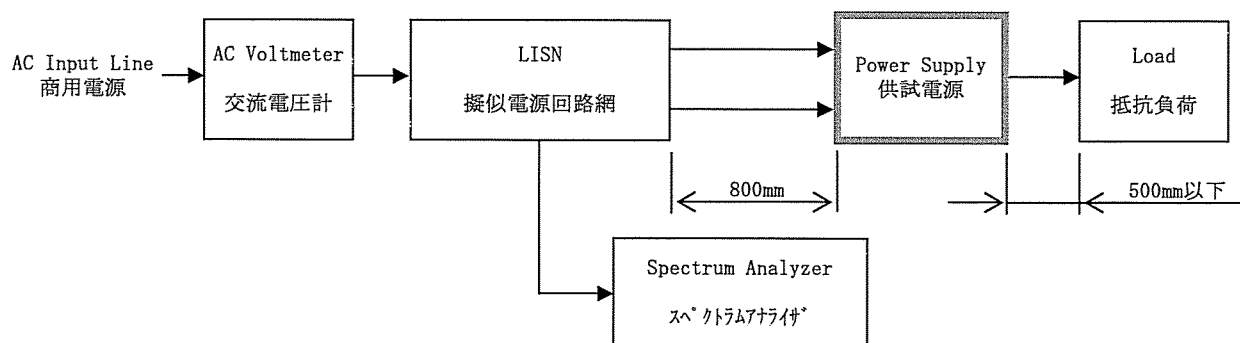 AC Input Line
商用電源
AC Voltmeter
交流電圧計
LISN
擬似電源回路網
Power Supply
供試電源
Load
抵抗負荷
800mm
500mm以下
Spectrum Analyzer
ｽﾍﾟｸﾄﾗﾑｱﾅﾗｲｻﾞ